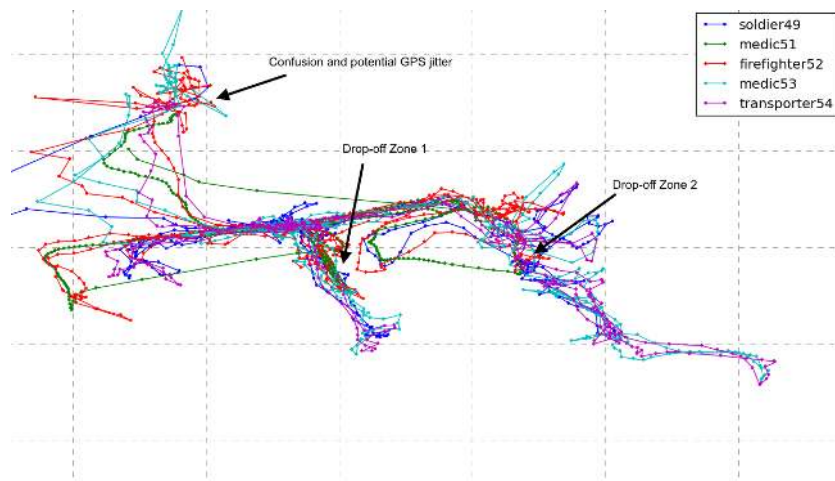 soldier49
medic51
firefighter52
medic53
transporter54
Confusion and potential GPS jitter
Drop-off Zone 1
Drop-off Zone 2